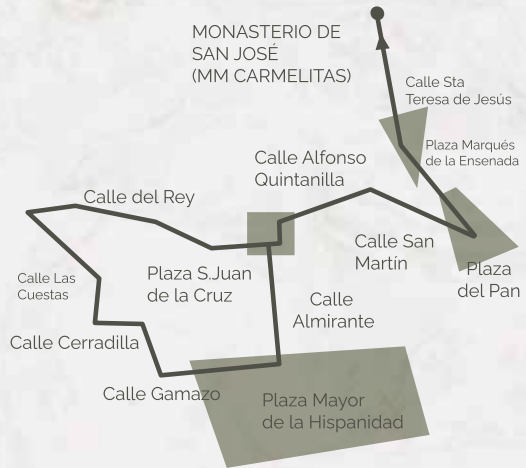 MONASTERIO DE
SAN JOSÉ
(MM CARMELITAS)
Calle Sta
Teresa de Jesús
Plaza Marqués
de la Ensenada
Calle Alfonso
Quintanilla
Calle del Rey
Calle San
Martín
Plaza
del Pan
Calle Las
Cuestas
Plaza S.Juan
de la Cruz
Calle
Almirante
Calle Cerradilla
Calle Gamazo
Plaza Mayor
de la Hispanidad